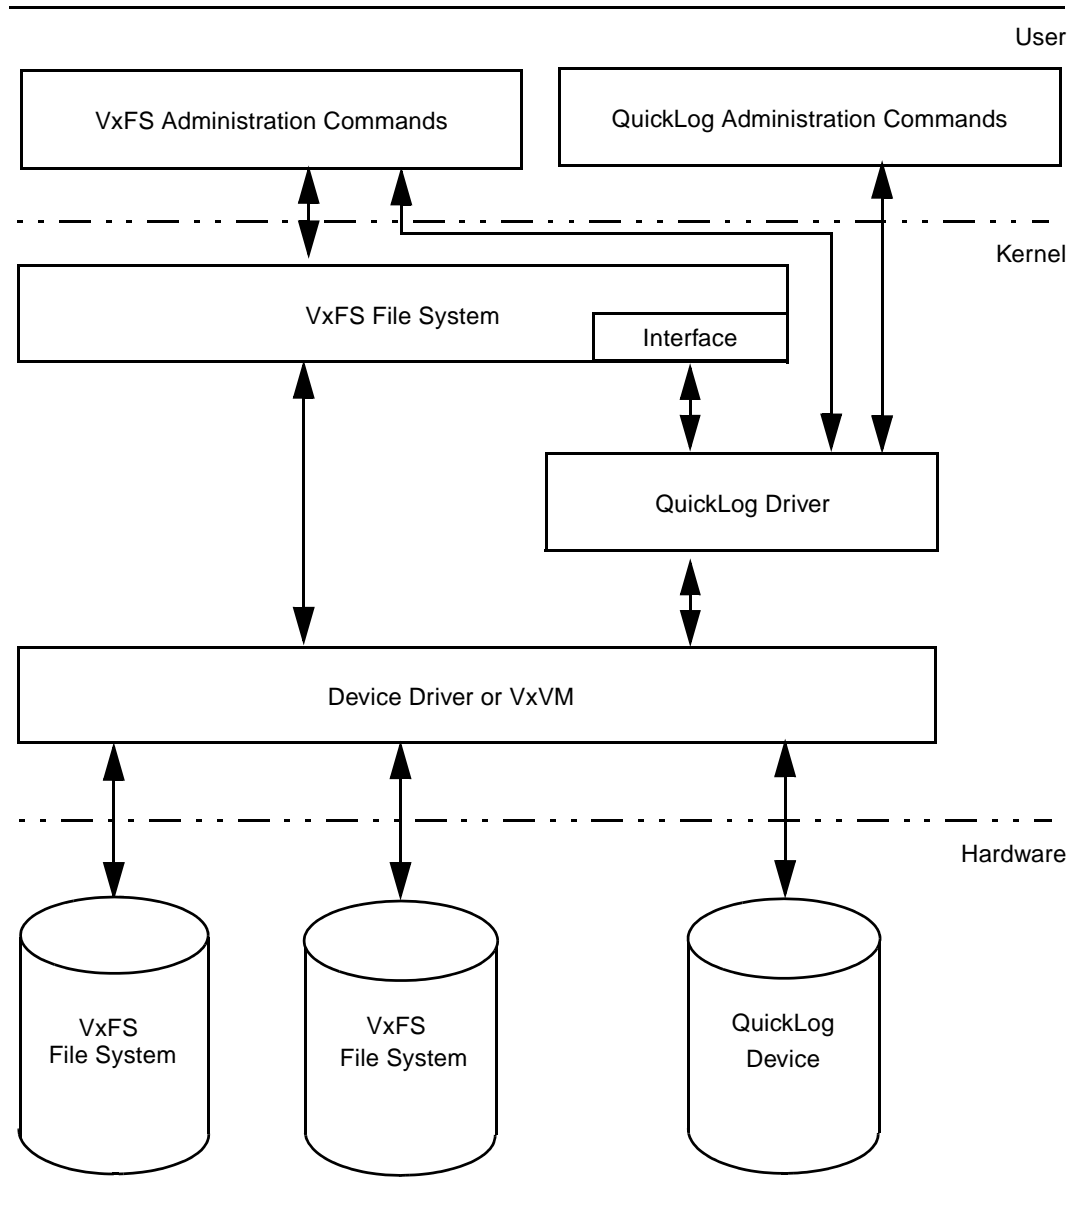 User
VxFS Administration Commands
QuickLog Administration Commands
Kernel
VxFS File System
Interface
QuickLog Driver
Device Driver or VxVM
Hardware
VxFS
File System
VxFS
File System
QuickLog
Device